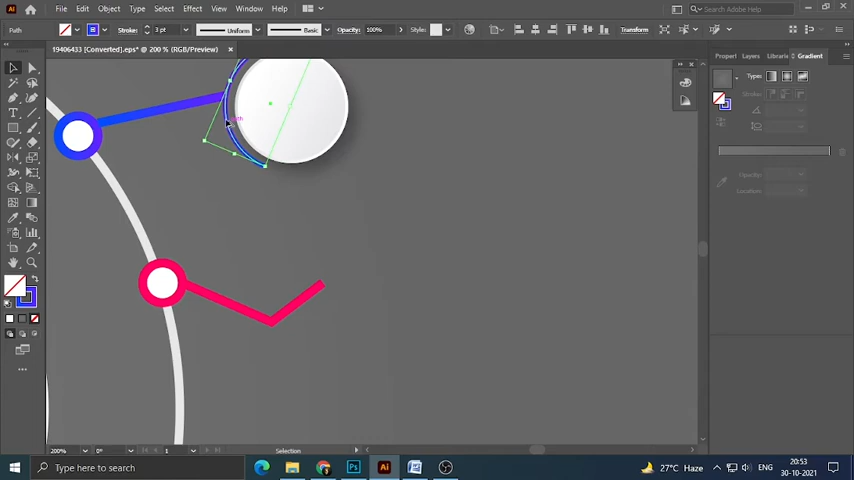 File Edit Object Type Select Effect View Window Help
Search Adobe Help
Path Stroke: 3 pt Uniform Basic Opacity: 100% Style: Transform
19406433 [Converted].eps* @ 200 % (RGB/Preview)
Propert Layers Librarie Gradient
Type:
Stroke:
path
Opacity:
Location:
200% 0° 1 Selection
Type here to search
27°C Haze
ENG
20:53
30-10-2021